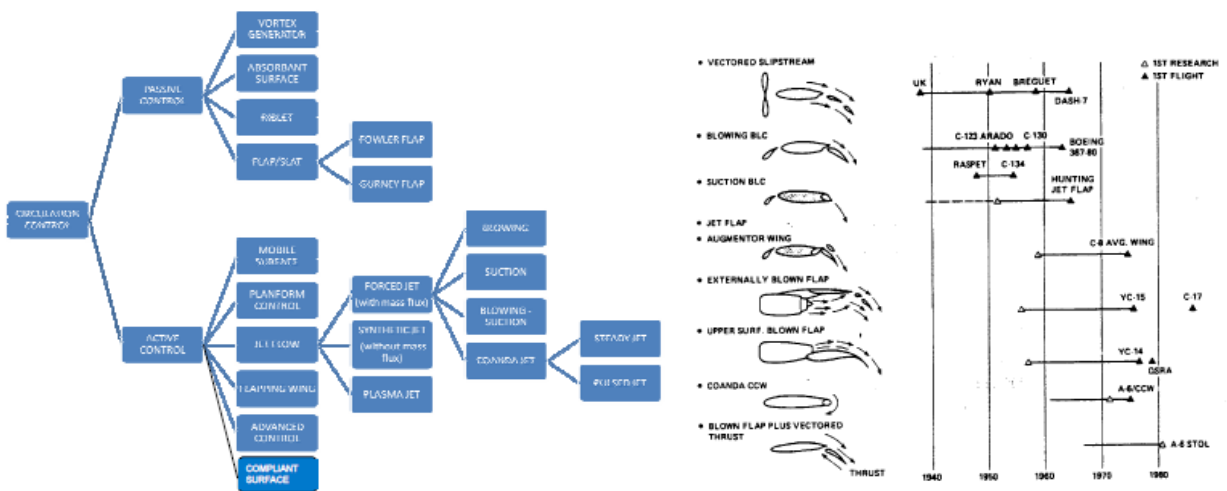 VORTEX
GENERATOR
ABSORBANT
SURFACE
PASSIVE
CONTROL
RIBLET
FLAP/SLAT
FOWLER FLAP
GURNEY FLAP
CIRCULATION
CONTROL
BLOWING
MOBILE
SUCTION
FORCED JET
(with mass flux)
PLANFORM
CONTROL
BLOWING -
SUCTION
ACTIVE
CONTROL
JET FLOW
SYNTHETIC JET
(without mass
flux)
COANDA JET
STEADY JET
PULSED JET
FLAPPING WING
PLASMA JET
ADVANCED
CONTROL
COMPLIANT
SURFACE
• VECTORED SLIPSTREAM
• BLOWING BLC
• SUCTION BLC
• JET FLAP
• AUGMENTOR WING
• EXTERNALLY BLOWN FLAP
• UPPER SURF. BLOWN FLAP
• COANDA CCW
• BLOWN FLAP PLUS VECTORED
THRUST
THRUST
△ 1ST RESEARCH
▲ 1ST FLIGHT
UK
RYAN
BREGUET
DASH-7
C-123 ARADO
C-130
BOEING
367-80
RASPET
C-134
HUNTING
JET FLAP
C-8 AVG. WING
YC-15
C-17
YC-14
QSRA
A-6/CCW
A-6 STOL
1940
1950
1960
1970
1980